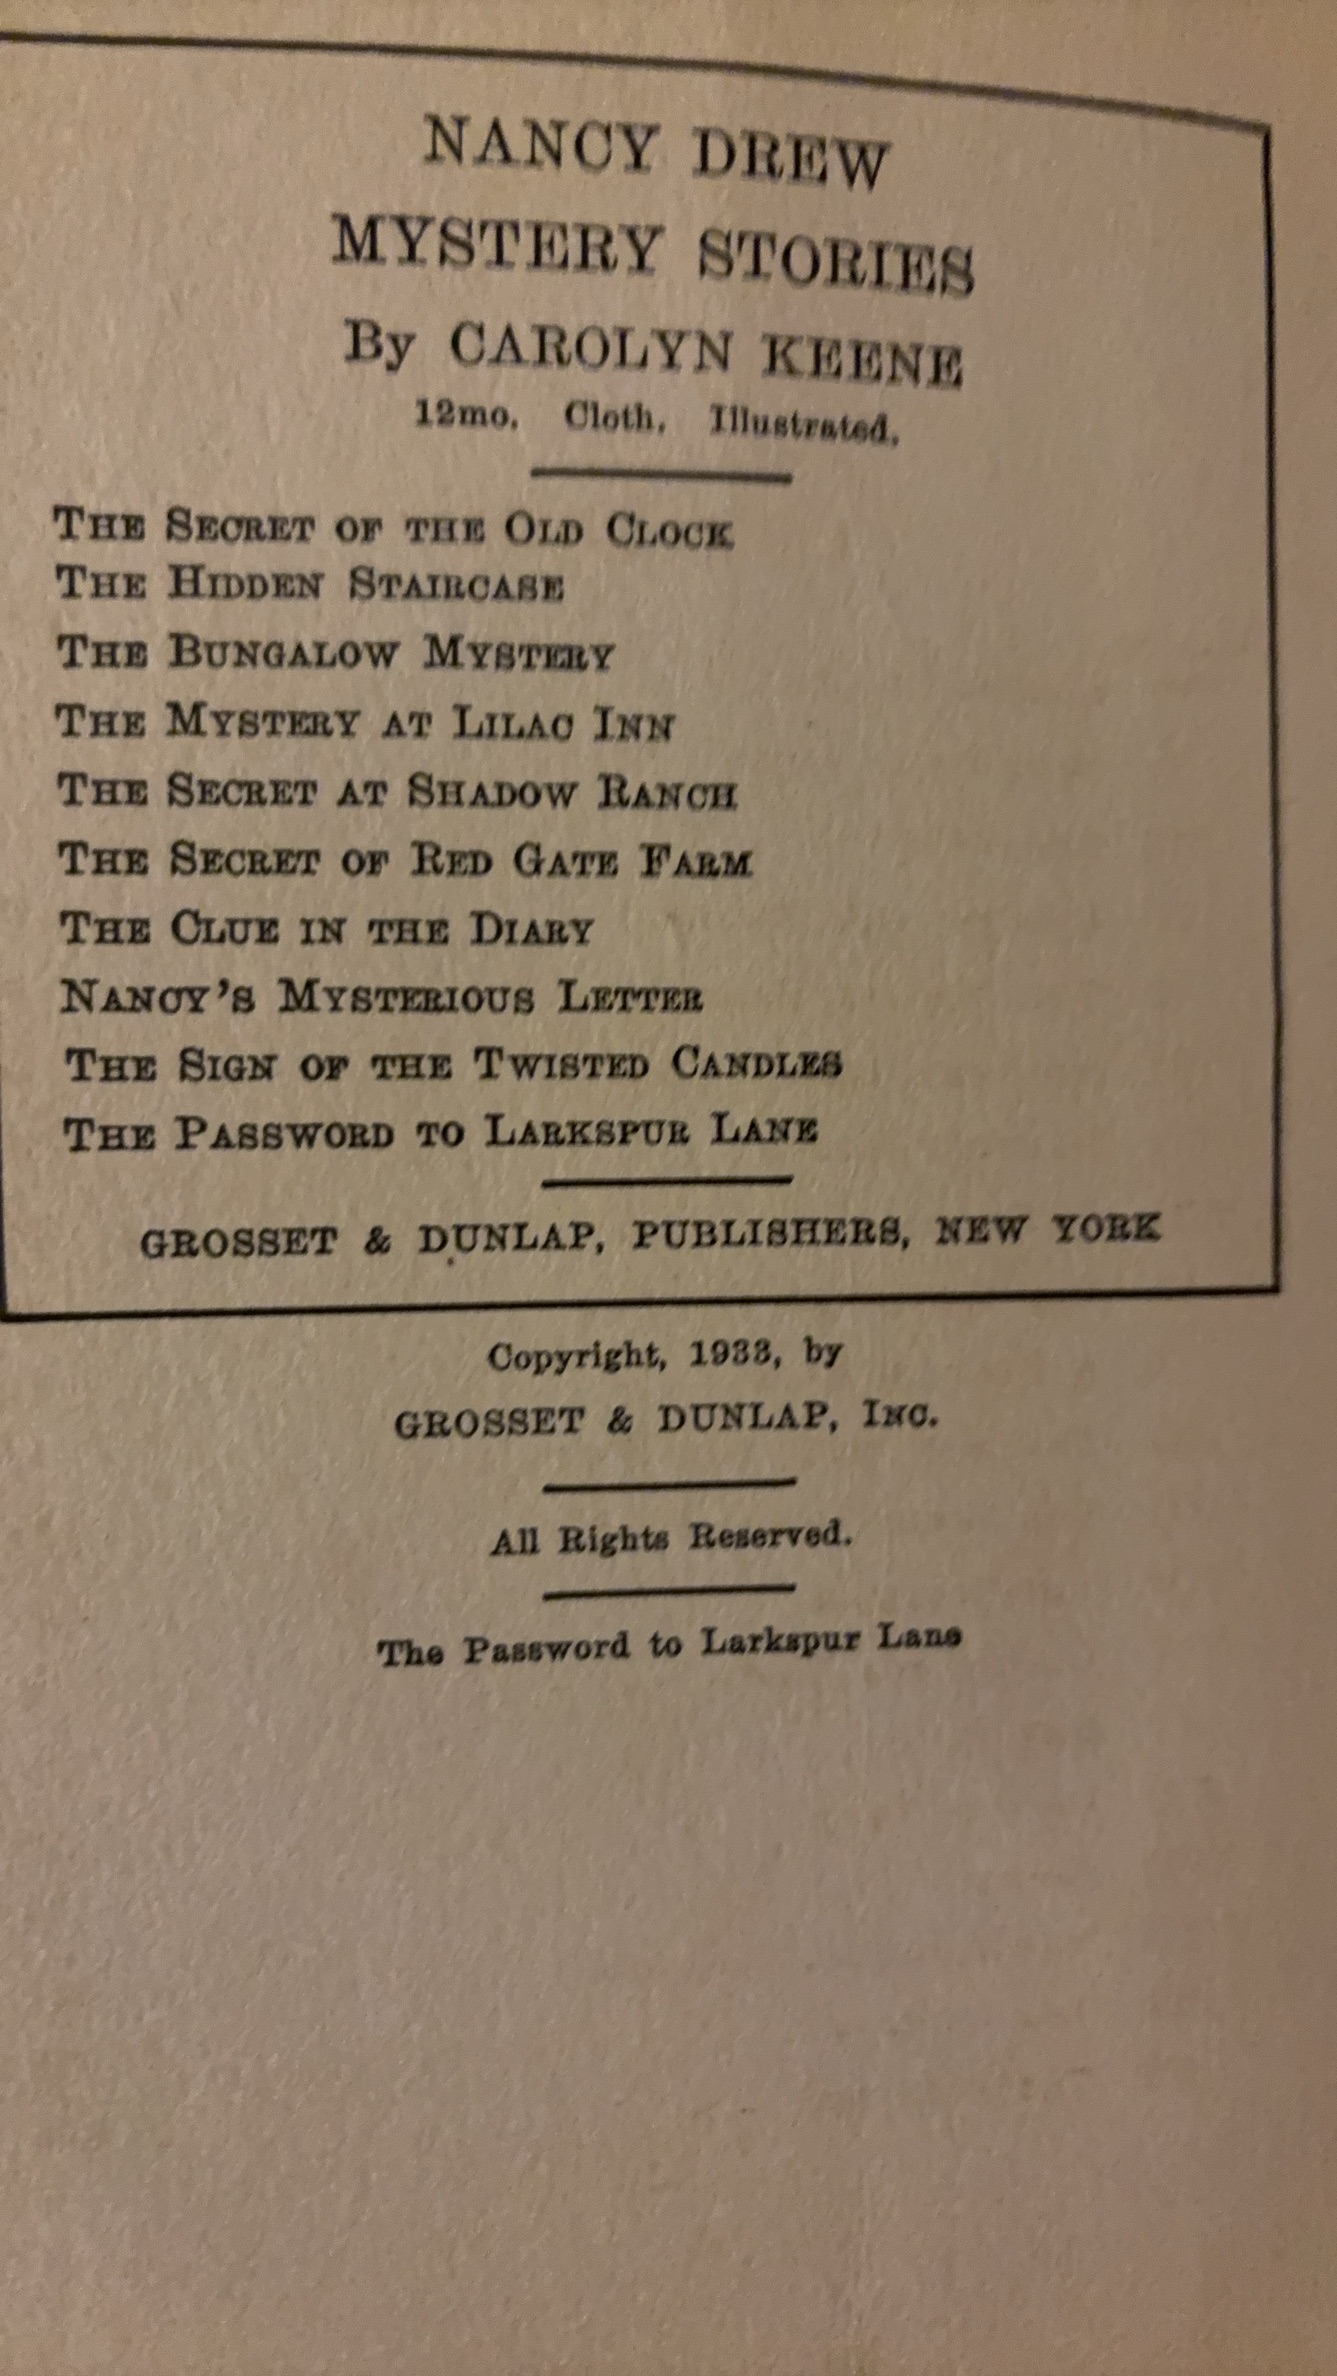 NANCY DREW
MYSTERY STORIES
By CAROLYN KEENE
12mo. Cloth. Illustrated.
THE SECRET OF THE OLD CLOCK
THE HIDDEN STAIRCASE
THE BUNGALOW MYSTERY
THE MYSTERY AT LILAC INN
THE SECRET AT SHADOW RANCH
THE SECRET OF RED GATE FARM
THE CLUE IN THE DIARY
NANCY'S MYSTERIOUS LETTER
THE SIGN OF THE TWISTED CANDLES
THE PASSWORD TO LARKSPUR LANE
GROSSET & DUNLAP, PUBLISHERS, NEW YORK
Copyright, 1933, by
GROSSET & DUNLAP, INC.
All Rights Reserved.
The Password to Larkspur Lane